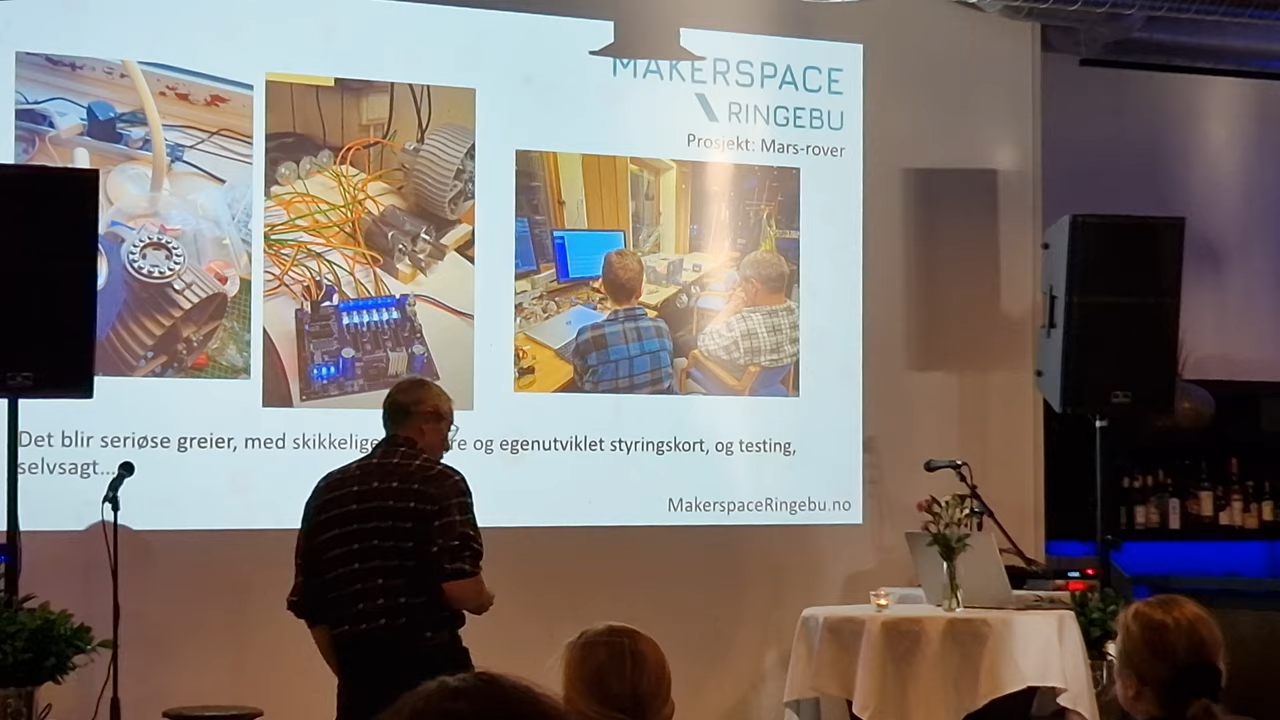 MAKERSPACE
RINGEBU
Prosjekt: Mars-rover
Det blir seriøse greier, med skikkelige re og egenutviklet styringskort, og testing,
selvsagt...
MakerspaceRingebu.no